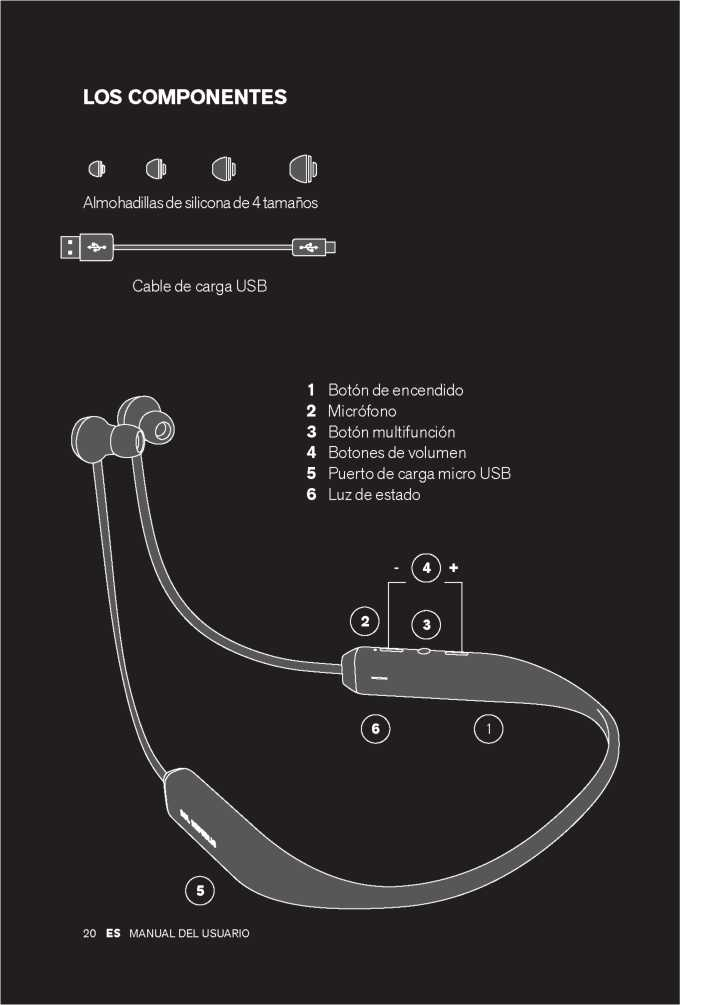 LOS COMPONENTES
Almohadillas de silicona de 4 tamaños
Cable de carga USB
1 Botón de encendido
2 Micrófono
3 Botón multifunción
4 Botones de volumen
5 Puerto de carga micro USB
6 Luz de estado
- 4 +
2
3
6
1
SOL REPUBLIC
5
20 ES MANUAL DEL USUARIO